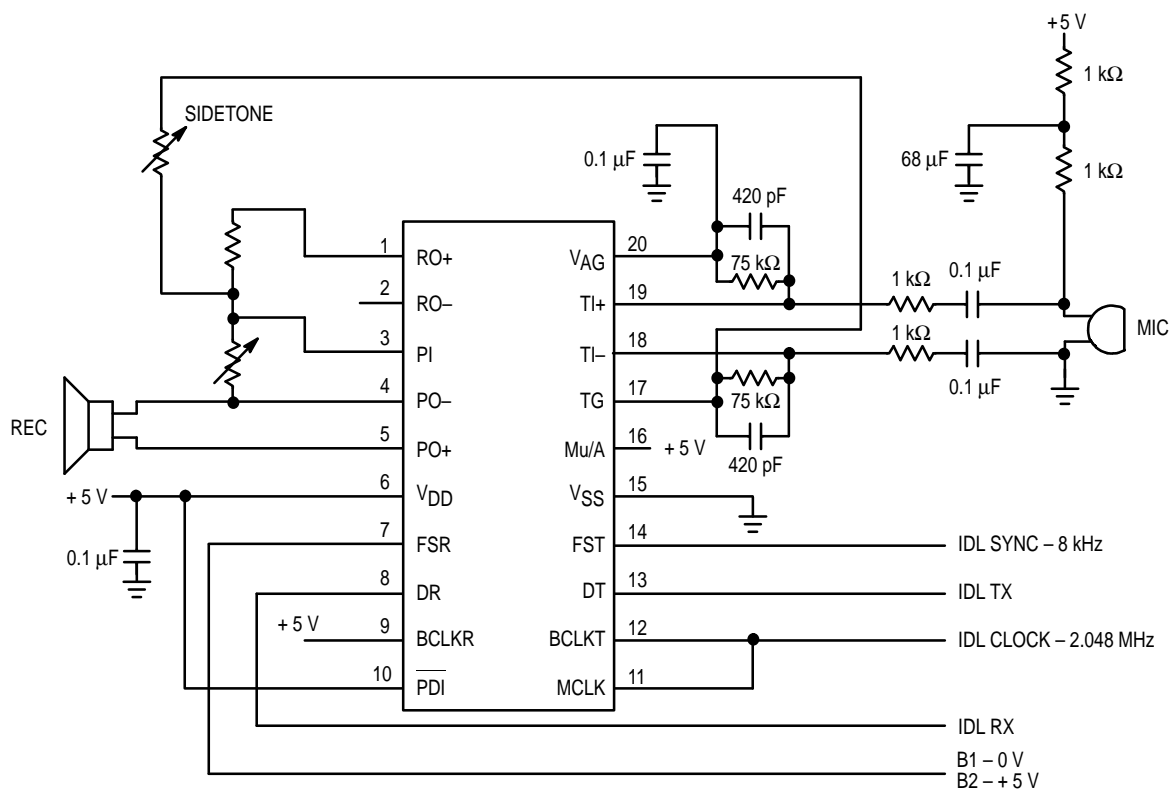 +5 V
1 kΩ
SIDETONE
0.1 μF
68 μF
1 kΩ
420 pF
1 RO+
VAG 20
75 kΩ
1 kΩ
0.1 μF
2 RO–
TI+ 19
MIC
3 PI
TI– 18
1 kΩ
0.1 μF
4 PO–
TG 17
75 kΩ
REC
5 PO+
Mu/A 16
+ 5 V
420 pF
+ 5 V
6 VDD
VSS 15
0.1 μF
7 FSR
FST 14
IDL SYNC – 8 kHz
8 DR
DT 13
IDL TX
+ 5 V
9 BCLKR
BCLKT 12
IDL CLOCK – 2.048 MHz
10 PDI
MCLK 11
IDL RX
B1 – 0 V
B2 – + 5 V